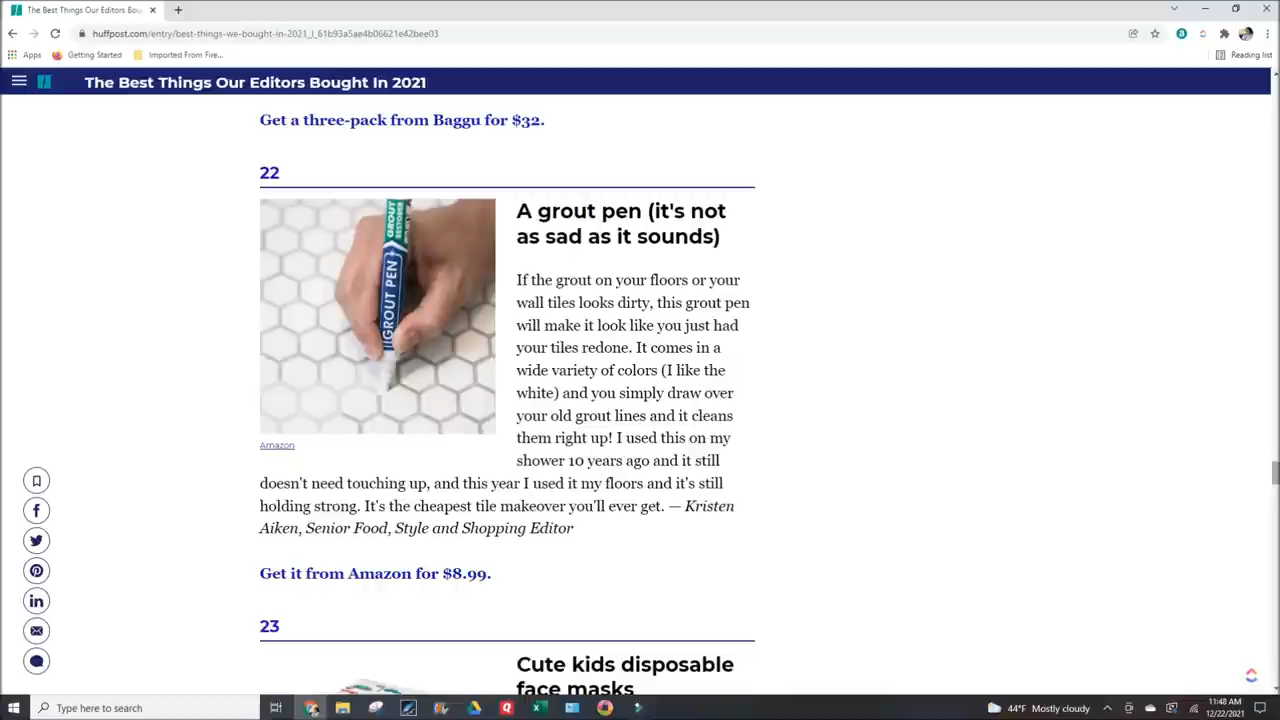 The Best Things Our Editors Bou
huffpost.com/entry/best-things-we-bought-in-2021_l_61b93a5ae4b06621e42bee03
Apps
Getting Started
Imported From Fire...
Reading list
The Best Things Our Editors Bought In 2021
Get a three-pack from Baggu for $32.
22
GROUT
RESTORER
GROUT PEN
Amazon
A grout pen (it's not
as sad as it sounds)
If the grout on your floors or your
wall tiles looks dirty, this grout pen
will make it look like you just had
your tiles redone. It comes in a
wide variety of colors (I like the
white) and you simply draw over
your old grout lines and it cleans
them right up! I used this on my
shower 10 years ago and it still
doesn't need touching up, and this year I used it my floors and it's still
holding strong. It's the cheapest tile makeover you'll ever get. — Kristen
Aiken, Senior Food, Style and Shopping Editor
Get it from Amazon for $8.99.
23
Cute kids disposable
face masks
Type here to search
44°F Mostly cloudy
11:48 AM
12/22/2021